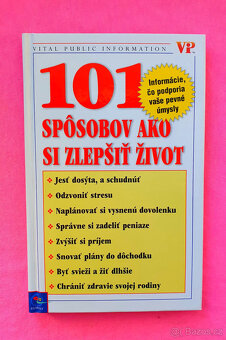 VITAL PUBLIC INFORMATION
VP
101
Informácie,
čo podporia
vaše pevné
úmysly
SPÔSOBOV AKO
SI ZLEPŠIŤ ŽIVOT
Jesť dosýta, a schudnúť
Odzvoniť stresu
Naplánovať si vysnenú dovolenku
Správne si zadeliť peniaze
Zvýšiť si príjem
Snovať plány do dôchodku
Byť svieži a žiť dlhšie
Chrániť zdravie svojej rodiny